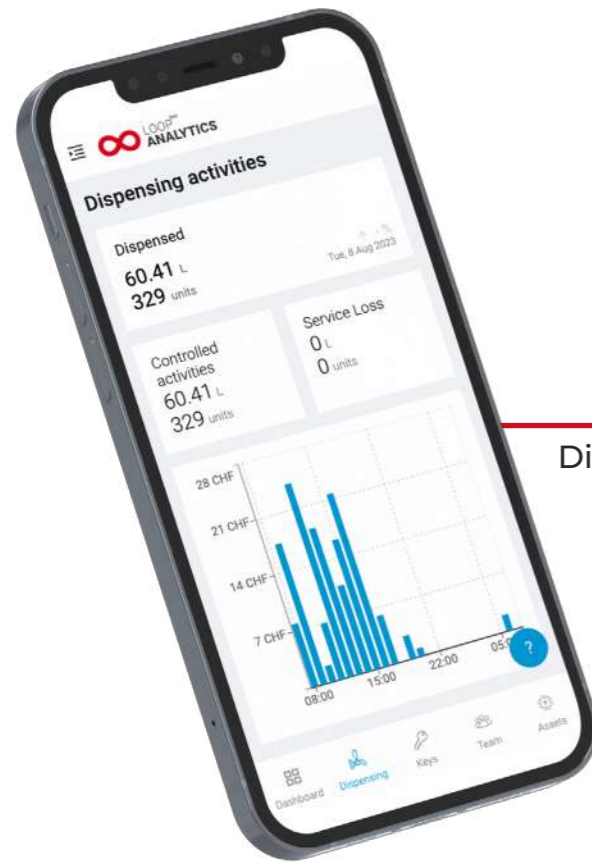 LOOP™
ANALYTICS
Dispensing activities
Dispensed
60.41 L
329 units
- %
Tue, 8 Aug 2023
Controlled
activities
60.41 L
329 units
Service Loss
0 L
0 units
28 CHF
21 CHF
14 CHF
7 CHF
08:00
15:00
22:00
05:
?
Dashboard
Dispensing
Keys
Team
Assets
Di